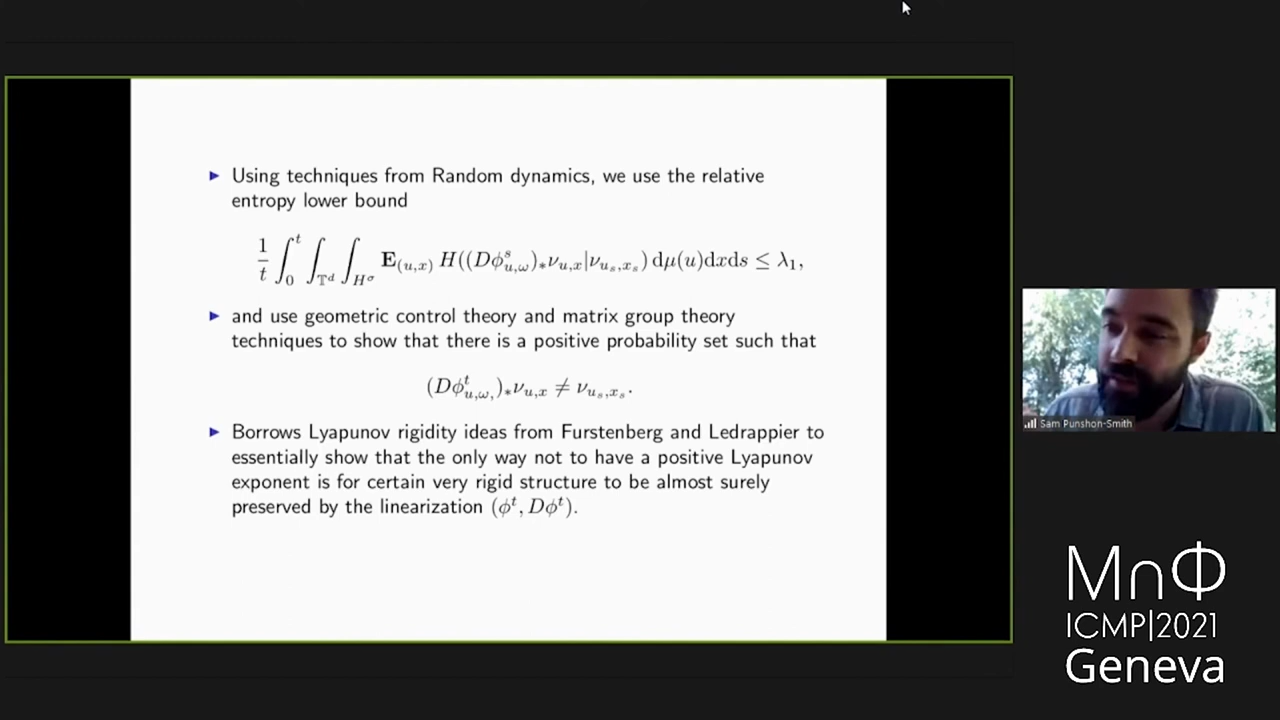 ► Using techniques from Random dynamics, we use the relative
entropy lower bound
$\frac{1}{t}\int_0^t \int_{\mathbb{T}^d} \int_{H^\sigma} \mathbf{E}_{(u,x)} H((D\phi^s_{u,\omega})_*\nu_{u,x}|\nu_{u_s,x_s})\,\mathrm{d}\mu(u)\mathrm{d}x\mathrm{d}s \leq \lambda_1,$
► and use geometric control theory and matrix group theory
techniques to show that there is a positive probability set such that
$(D\phi^t_{u,\omega,})_*\nu_{u,x} \neq \nu_{u_s,x_s}.$
► Borrows Lyapunov rigidity ideas from Furstenberg and Ledrappier to
essentially show that the only way not to have a positive Lyapunov
exponent is for certain very rigid structure to be almost surely
preserved by the linearization $(\phi^t, D\phi^t)$.
Sam Punshon-Smith
M∩Φ
ICMP|2021
Geneva